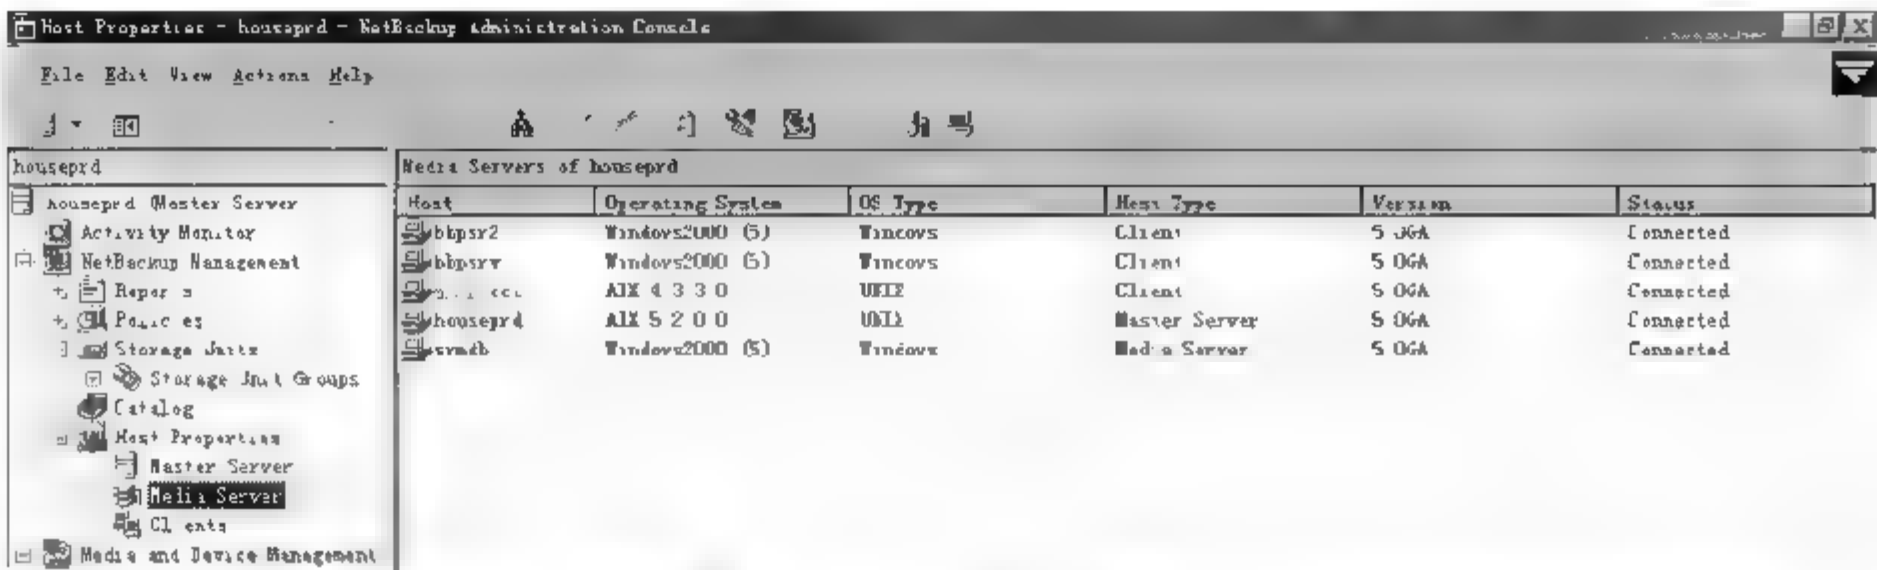 Host Properties - houseprd - NetBackup Administration Console
File Edit View Actions Help
houseprd
Media Servers of houseprd
houseprd (Master Server
Activity Monitor
NetBackup Management
Reports
Policies
Storage Units
Storage Unit Groups
Catalog
Host Properties
Master Server
Media Server
Clients
Media and Device Management
Host Operating System OS Type Host Type Version Status
bbpsr2 Windows2000 (5) Windows Client 5.0GA Connected
bbpsrv Windows2000 (5) Windows Client 5.0GA Connected
AIX 4 3 3 0 UNIX Client 5.0GA Connected
houseprd AIX 5 2 0 0 UNIX Master Server 5.0GA Connected
Windows2000 (5) Windows Media Server 5.0GA Connected